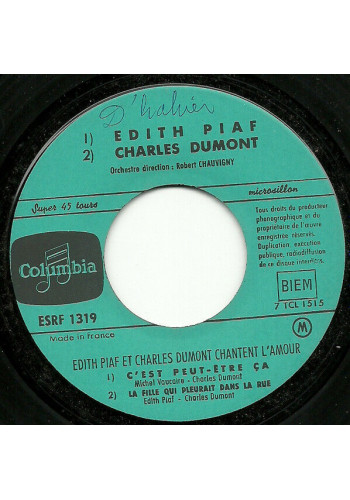 1) EDITH PIAF
2) CHARLES DUMONT
Orchestre direction : Robert CHAUVIGNY
Super 45 tours
microsillon
Tous droits du producteur
phonographique et du
propriétaire de l'œuvre
enregistrée réservés.
Duplication, exécution
publique, radiodiffusion
de ce disque interdites.
Columbia
BIEM
ESRF 1319
7 TCL 1515
Made in France
M
EDITH PIAF ET CHARLES DUMONT CHANTENT L'AMOUR
1) C'EST PEUT-ÊTRE ÇA
Michel Vaucaire - Charles Dumont
2) LA FILLE QUI PLEURAIT DANS LA RUE
Edith Piaf - Charles Dumont